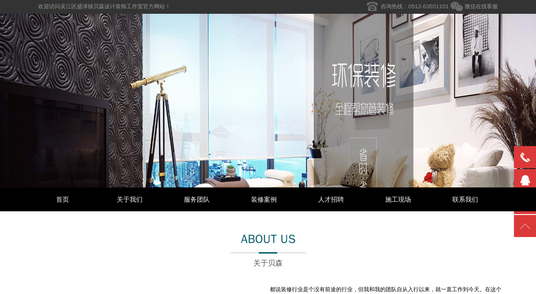 欢迎访问吴江区盛泽镇贝森设计装饰工作室官方网站！
咨询热线：0512-63551101 微信在线客服
环保装修
全程帮您管装修
省时
首页 关于我们 服务团队 装修案例 人才招聘 施工现场 联系我们
ABOUT US
关于贝森
都说装修行业是个没有前途的行业，但我和我的团队自从入行以来，就一直工作到今天。在这个